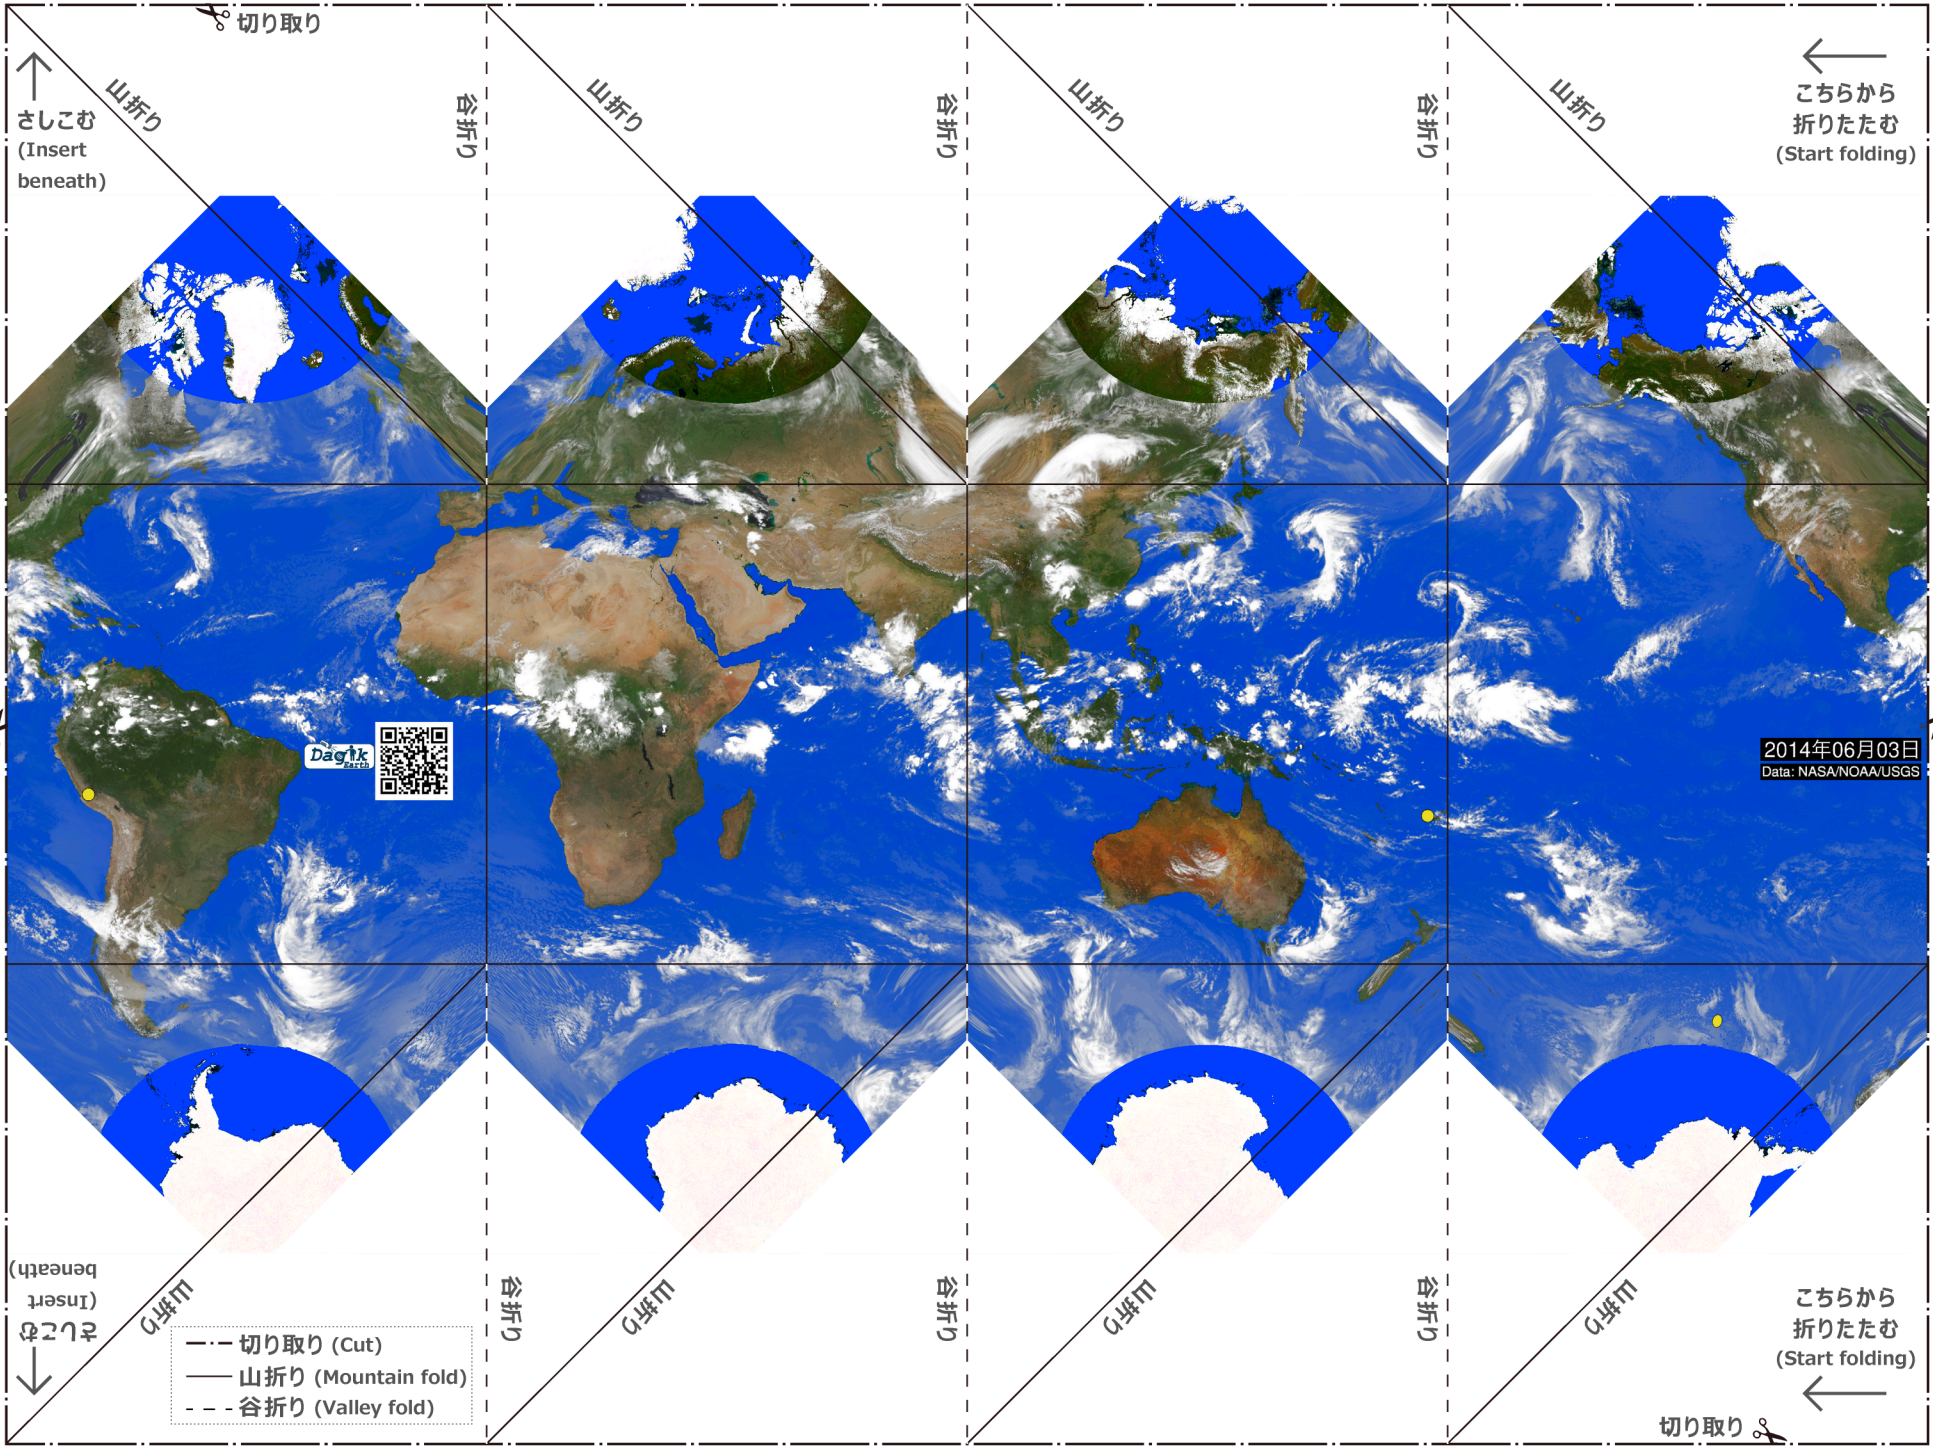 切り取り
山折り
谷折り
山折り
谷折り
山折り
谷折り
山折り
さしこむ
(Insert
beneath)
こちらから
折りたたむ
(Start folding)
Dagik
Earth
2014年06月03日
Data: NASA/NOAA/USGS
さしこむ
(Insert
beneath)
山折り
谷折り
山折り
谷折り
山折り
谷折り
山折り
こちらから
折りたたむ
(Start folding)
切り取り (Cut)
山折り (Mountain fold)
谷折り (Valley fold)
切り取り